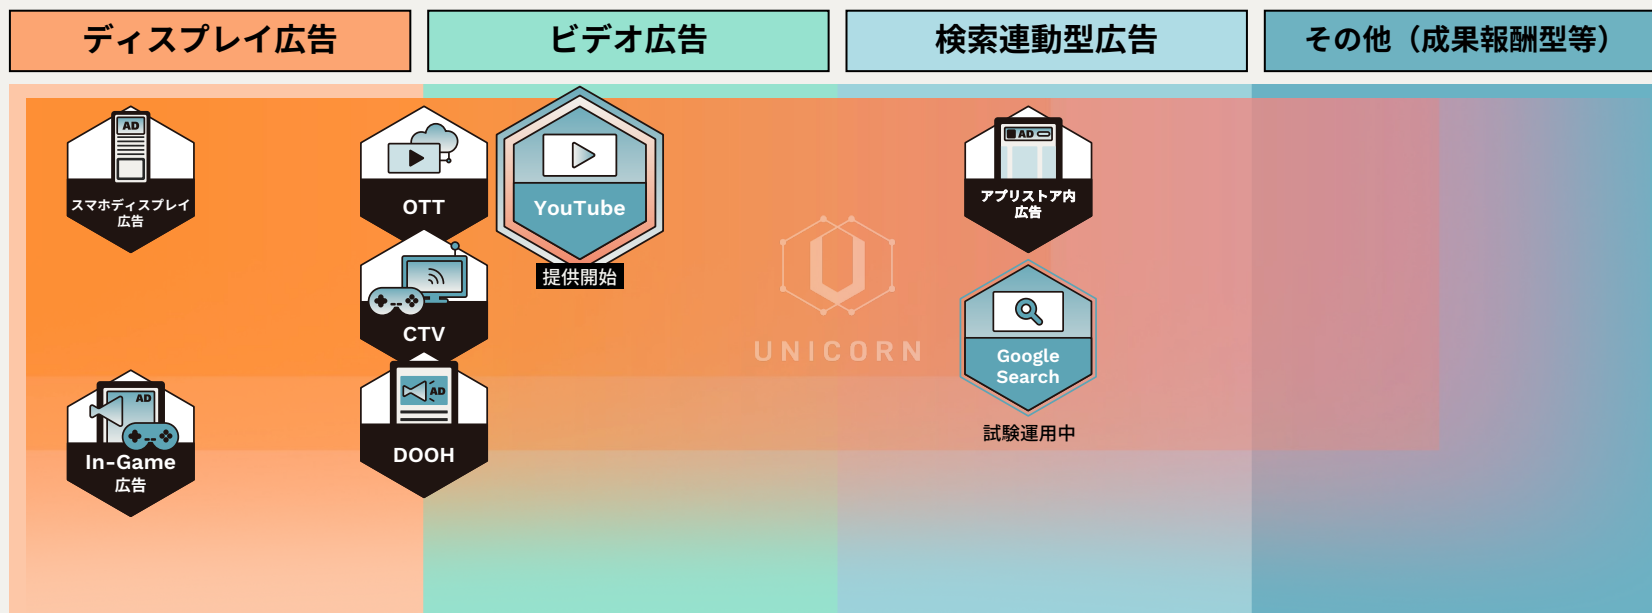 ディスプレイ広告
ビデオ広告
検索連動型広告
その他（成果報酬型等）
AD
スマホディスプレイ
広告
OTT
YouTube
提供開始
AD
アプリストア内
広告
CTV
UNICORN
Google
Search
試験運用中
AD
In-Game
広告
AD
DOOH